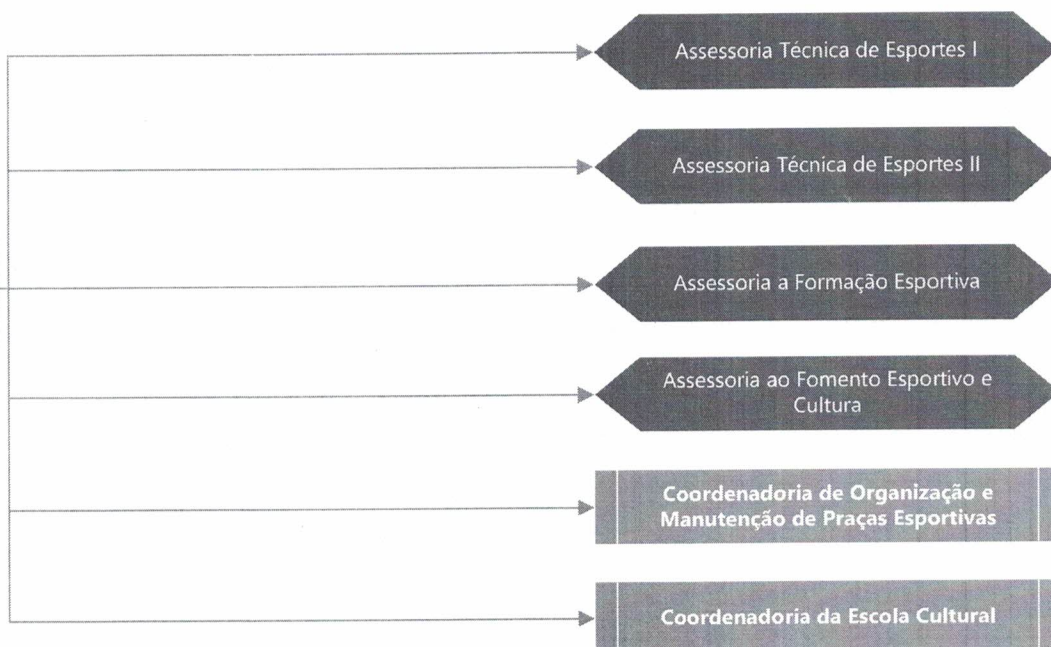 Assessoria Técnica de Esportes I
Assessoria Técnica de Esportes II
Assessoria a Formação Esportiva
Assessoria ao Fomento Esportivo e
Cultura
Coordenadoria de Organização e
Manutenção de Praças Esportivas
Coordenadoria da Escola Cultural